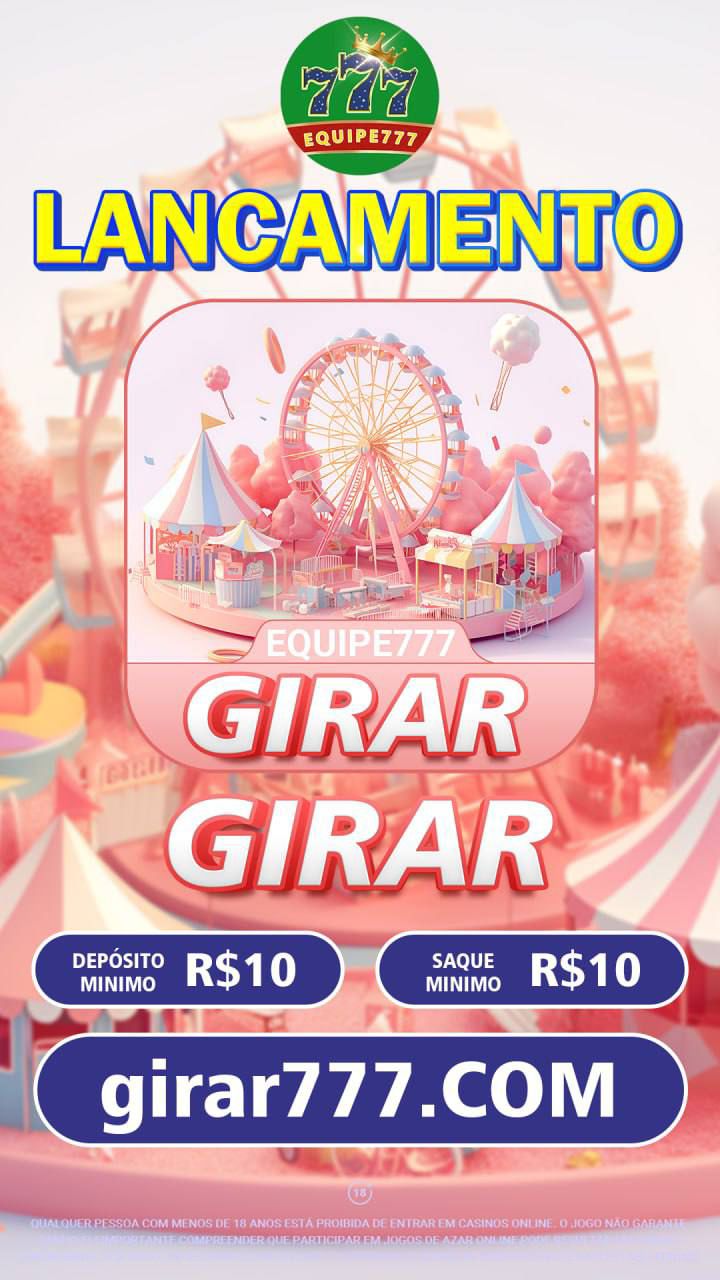 777
EQUIPE777
LANCAMENTO
EQUIPE777
GIRAR
GIRAR
DEPÓSITO
MINIMO
R$10
SAQUE
MINIMO
R$10
girar777.COM
18+
QUALQUER PESSOA COM MENOS DE 18 ANOS ESTÁ PROIBIDA DE ENTRAR EM CASINOS ONLINE. O JOGO NÃO GARANTE
IMPORTANTE COMPREENDER QUE PARTICIPAR EM JOGOS DE AZAR ONLINE PODE